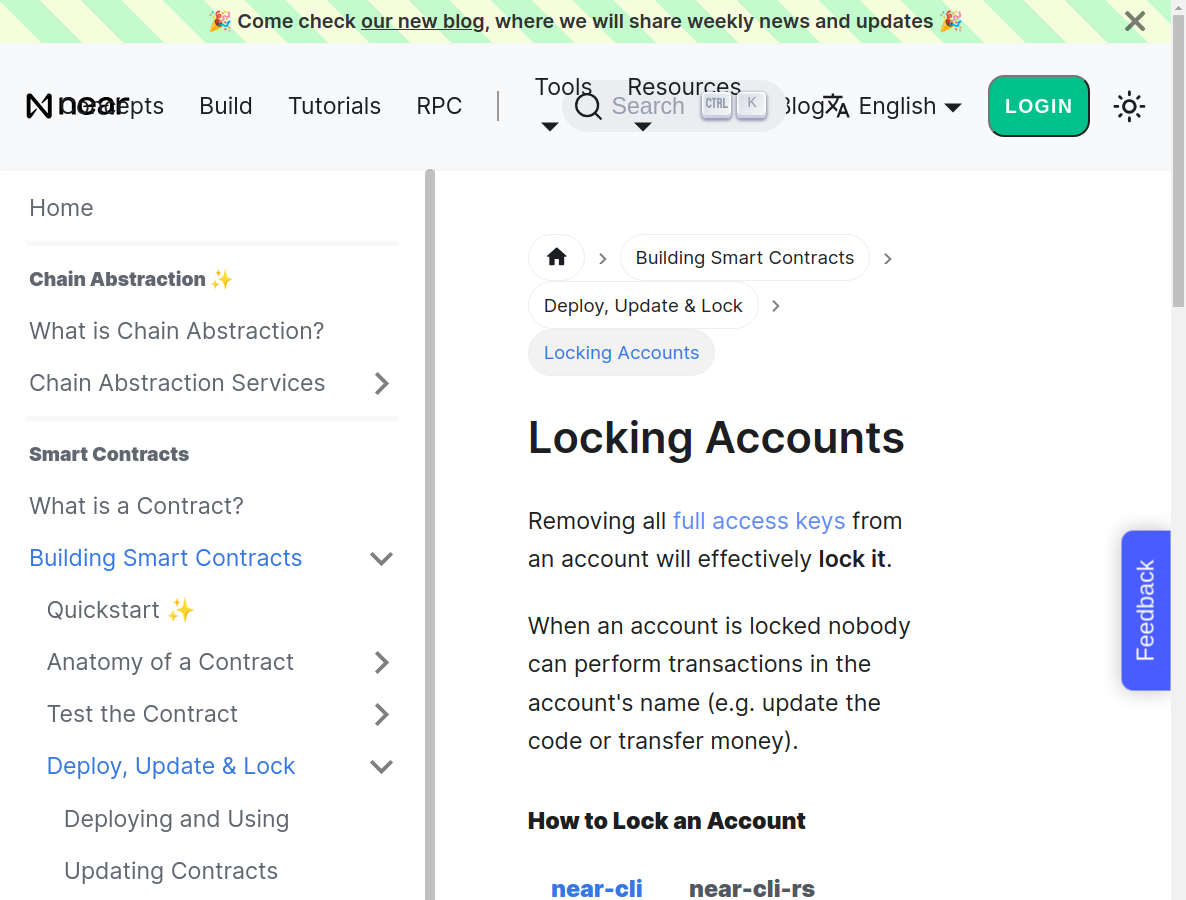 🎉 Come check our new blog, where we will share weekly news and updates 🎉
near Concepts Build Tutorials RPC Tools Resources Blog English LOGIN
Search CTRL K
Home
Chain Abstraction ✨
What is Chain Abstraction?
Chain Abstraction Services
Smart Contracts
What is a Contract?
Building Smart Contracts
Quickstart ✨
Anatomy of a Contract
Test the Contract
Deploy, Update & Lock
Deploying and Using
Updating Contracts
Building Smart Contracts
Deploy, Update & Lock
Locking Accounts
Locking Accounts
Removing all full access keys from
an account will effectively lock it.
When an account is locked nobody
can perform transactions in the
account's name (e.g. update the
code or transfer money).
How to Lock an Account
near-cli near-cli-rs
Feedback